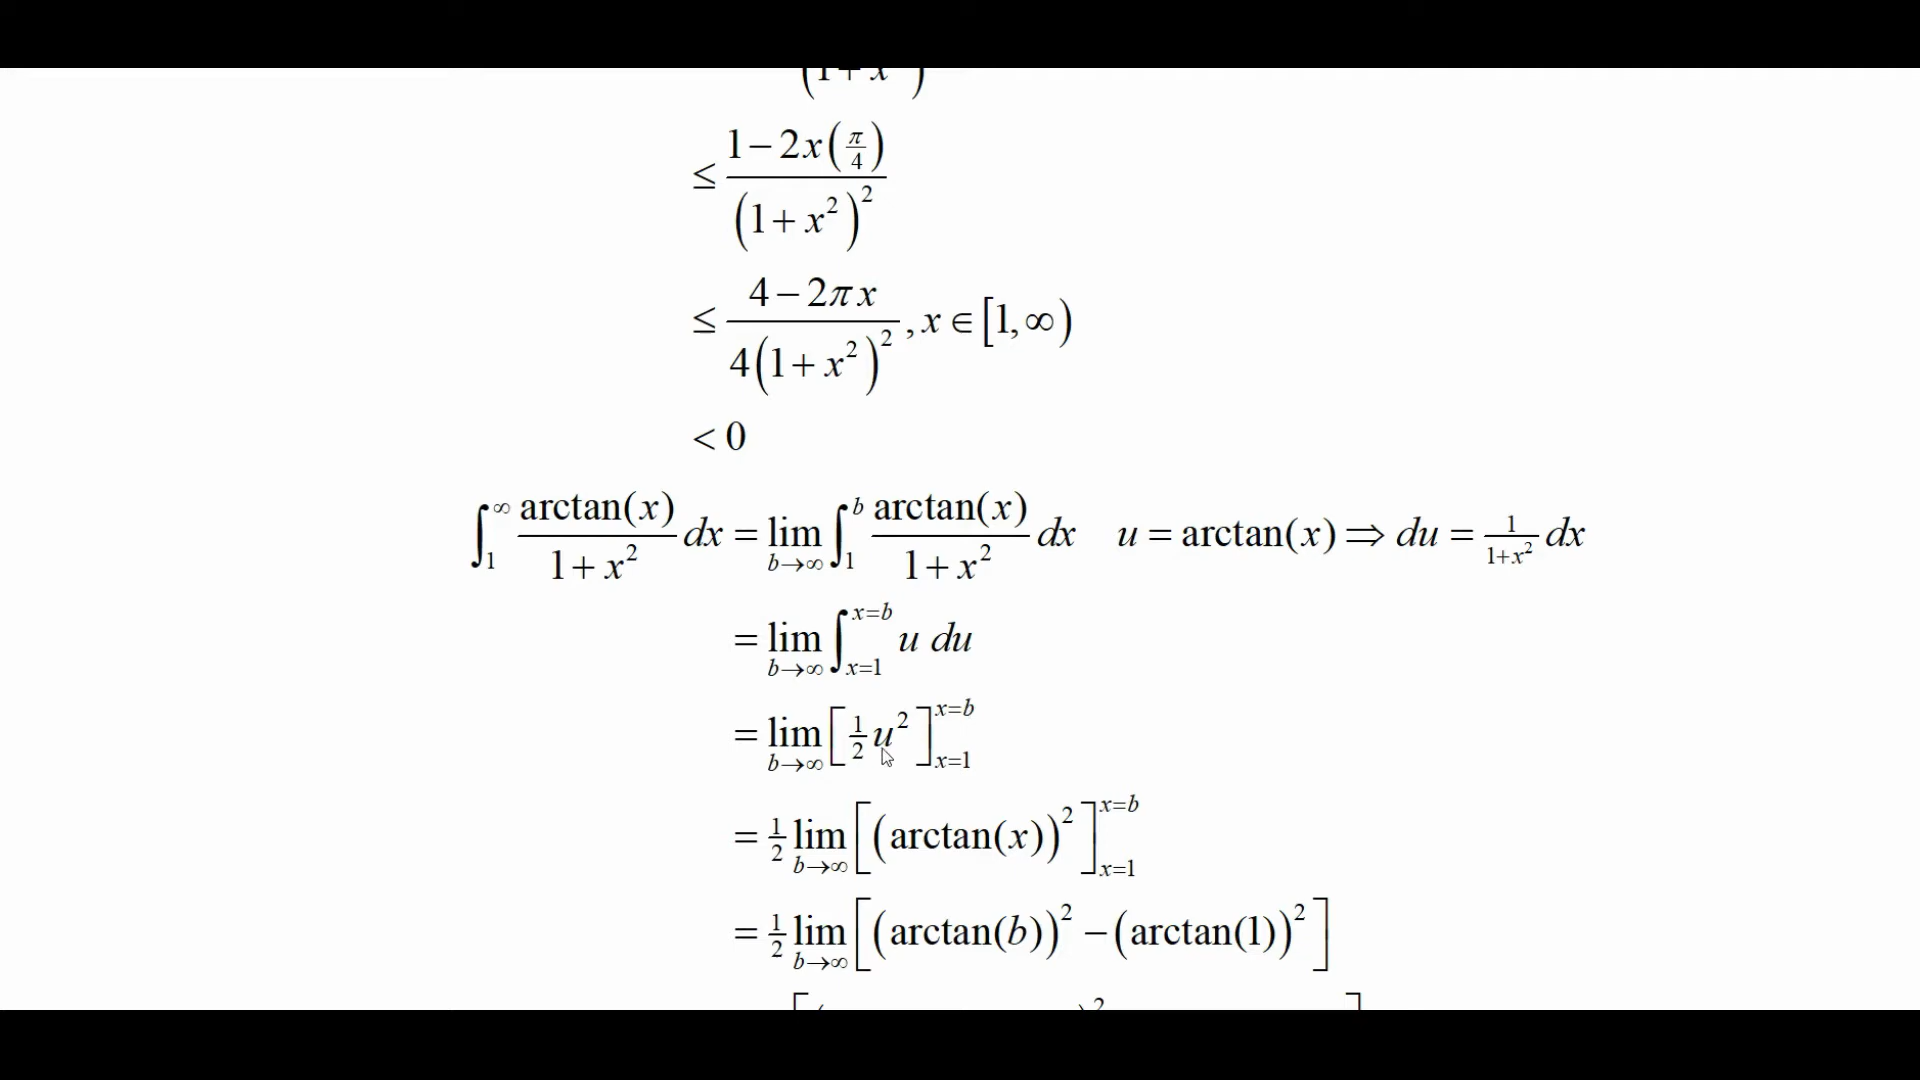 (1+x )
≤ (1−2x(π/4))/(1+x²)²
≤ (4−2πx)/(4(1+x²)²), x ∈ [1,∞)
< 0
∫₁^∞ arctan(x)/(1+x²) dx = lim_{b→∞} ∫₁^b arctan(x)/(1+x²) dx u = arctan(x) ⇒ du = 1/(1+x²) dx
= lim_{b→∞} ∫_{x=1}^{x=b} u du
= lim_{b→∞} [½u²]_{x=1}^{x=b}
= ½ lim_{b→∞} [(arctan(x))²]_{x=1}^{x=b}
= ½ lim_{b→∞} [(arctan(b))² − (arctan(1))²]